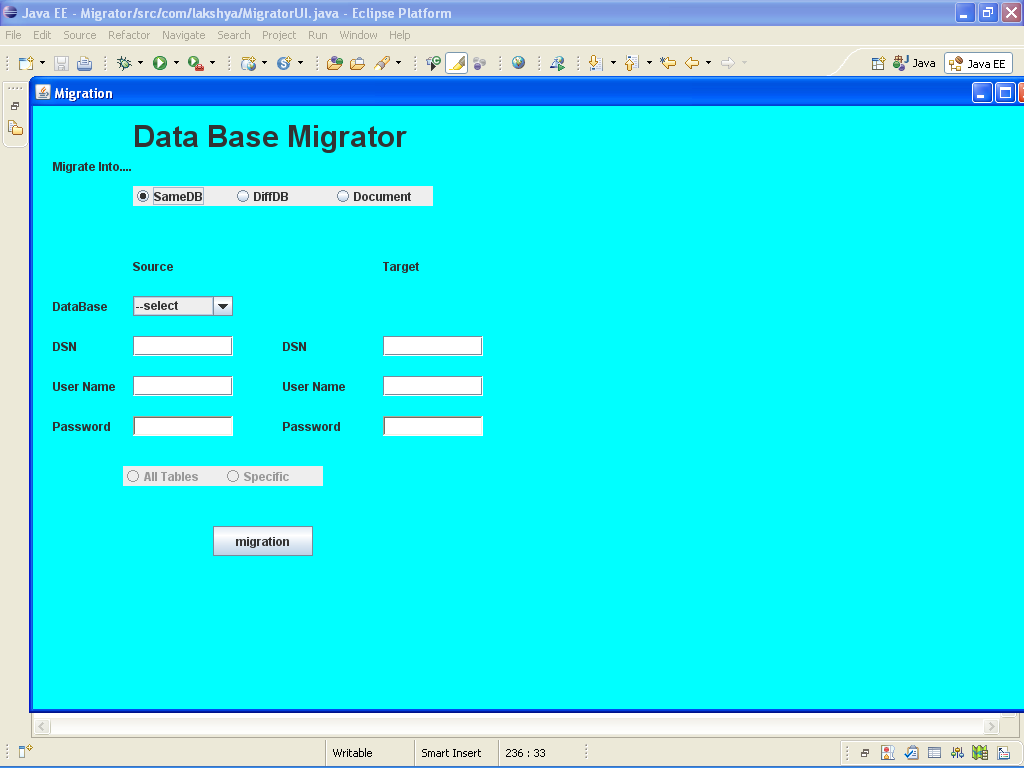 Java EE - Migrator/src/com/lakshya/MigratorUI.java - Eclipse Platform
File Edit Source Refactor Navigate Search Project Run Window Help
Java Java EE
Migration
Data Base Migrator
Migrate Into....
SameDB DiffDB Document
Source Target
DataBase --select
DSN DSN
User Name User Name
Password Password
All Tables Specific
migration
Writable Smart Insert 236 : 33